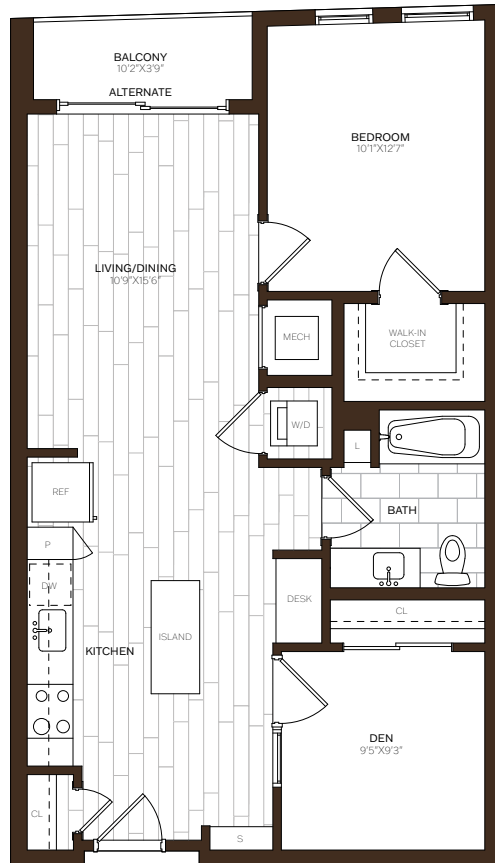 BALCONY
10'2"X3'9"
ALTERNATE
BEDROOM
10'1"X12'7"
LIVING/DINING
10'9"X15'6"
MECH
WALK-IN
CLOSET
W/D
L
REF
BATH
P
DW
DESK
CL
ISLAND
KITCHEN
DEN
9'5"X9'3"
CL
S